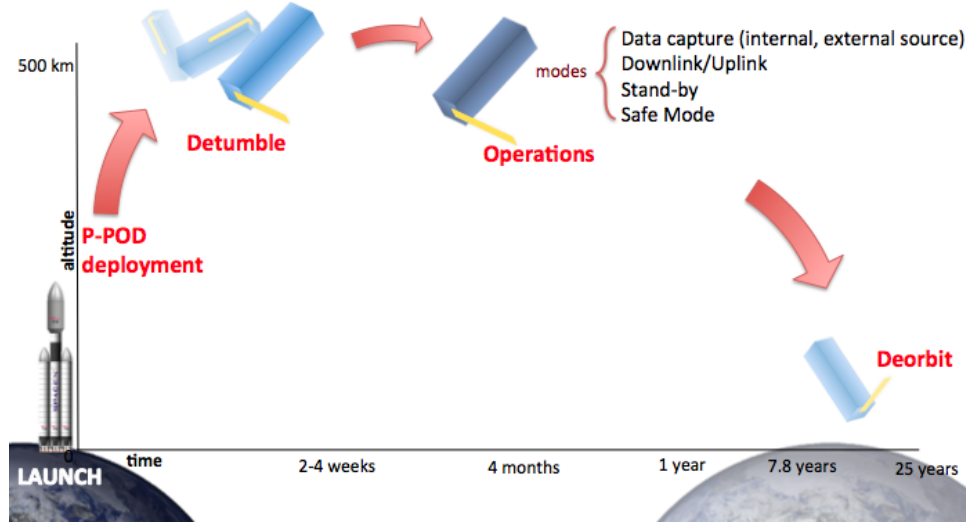 500 km
Detumble
modes
Data capture (internal, external source)
Downlink/Uplink
Stand-by
Safe Mode
Operations
altitude
P-POD
deployment
SPACEX
Deorbit
0
LAUNCH
time
2-4 weeks
4 months
1 year
7.8 years
25 years